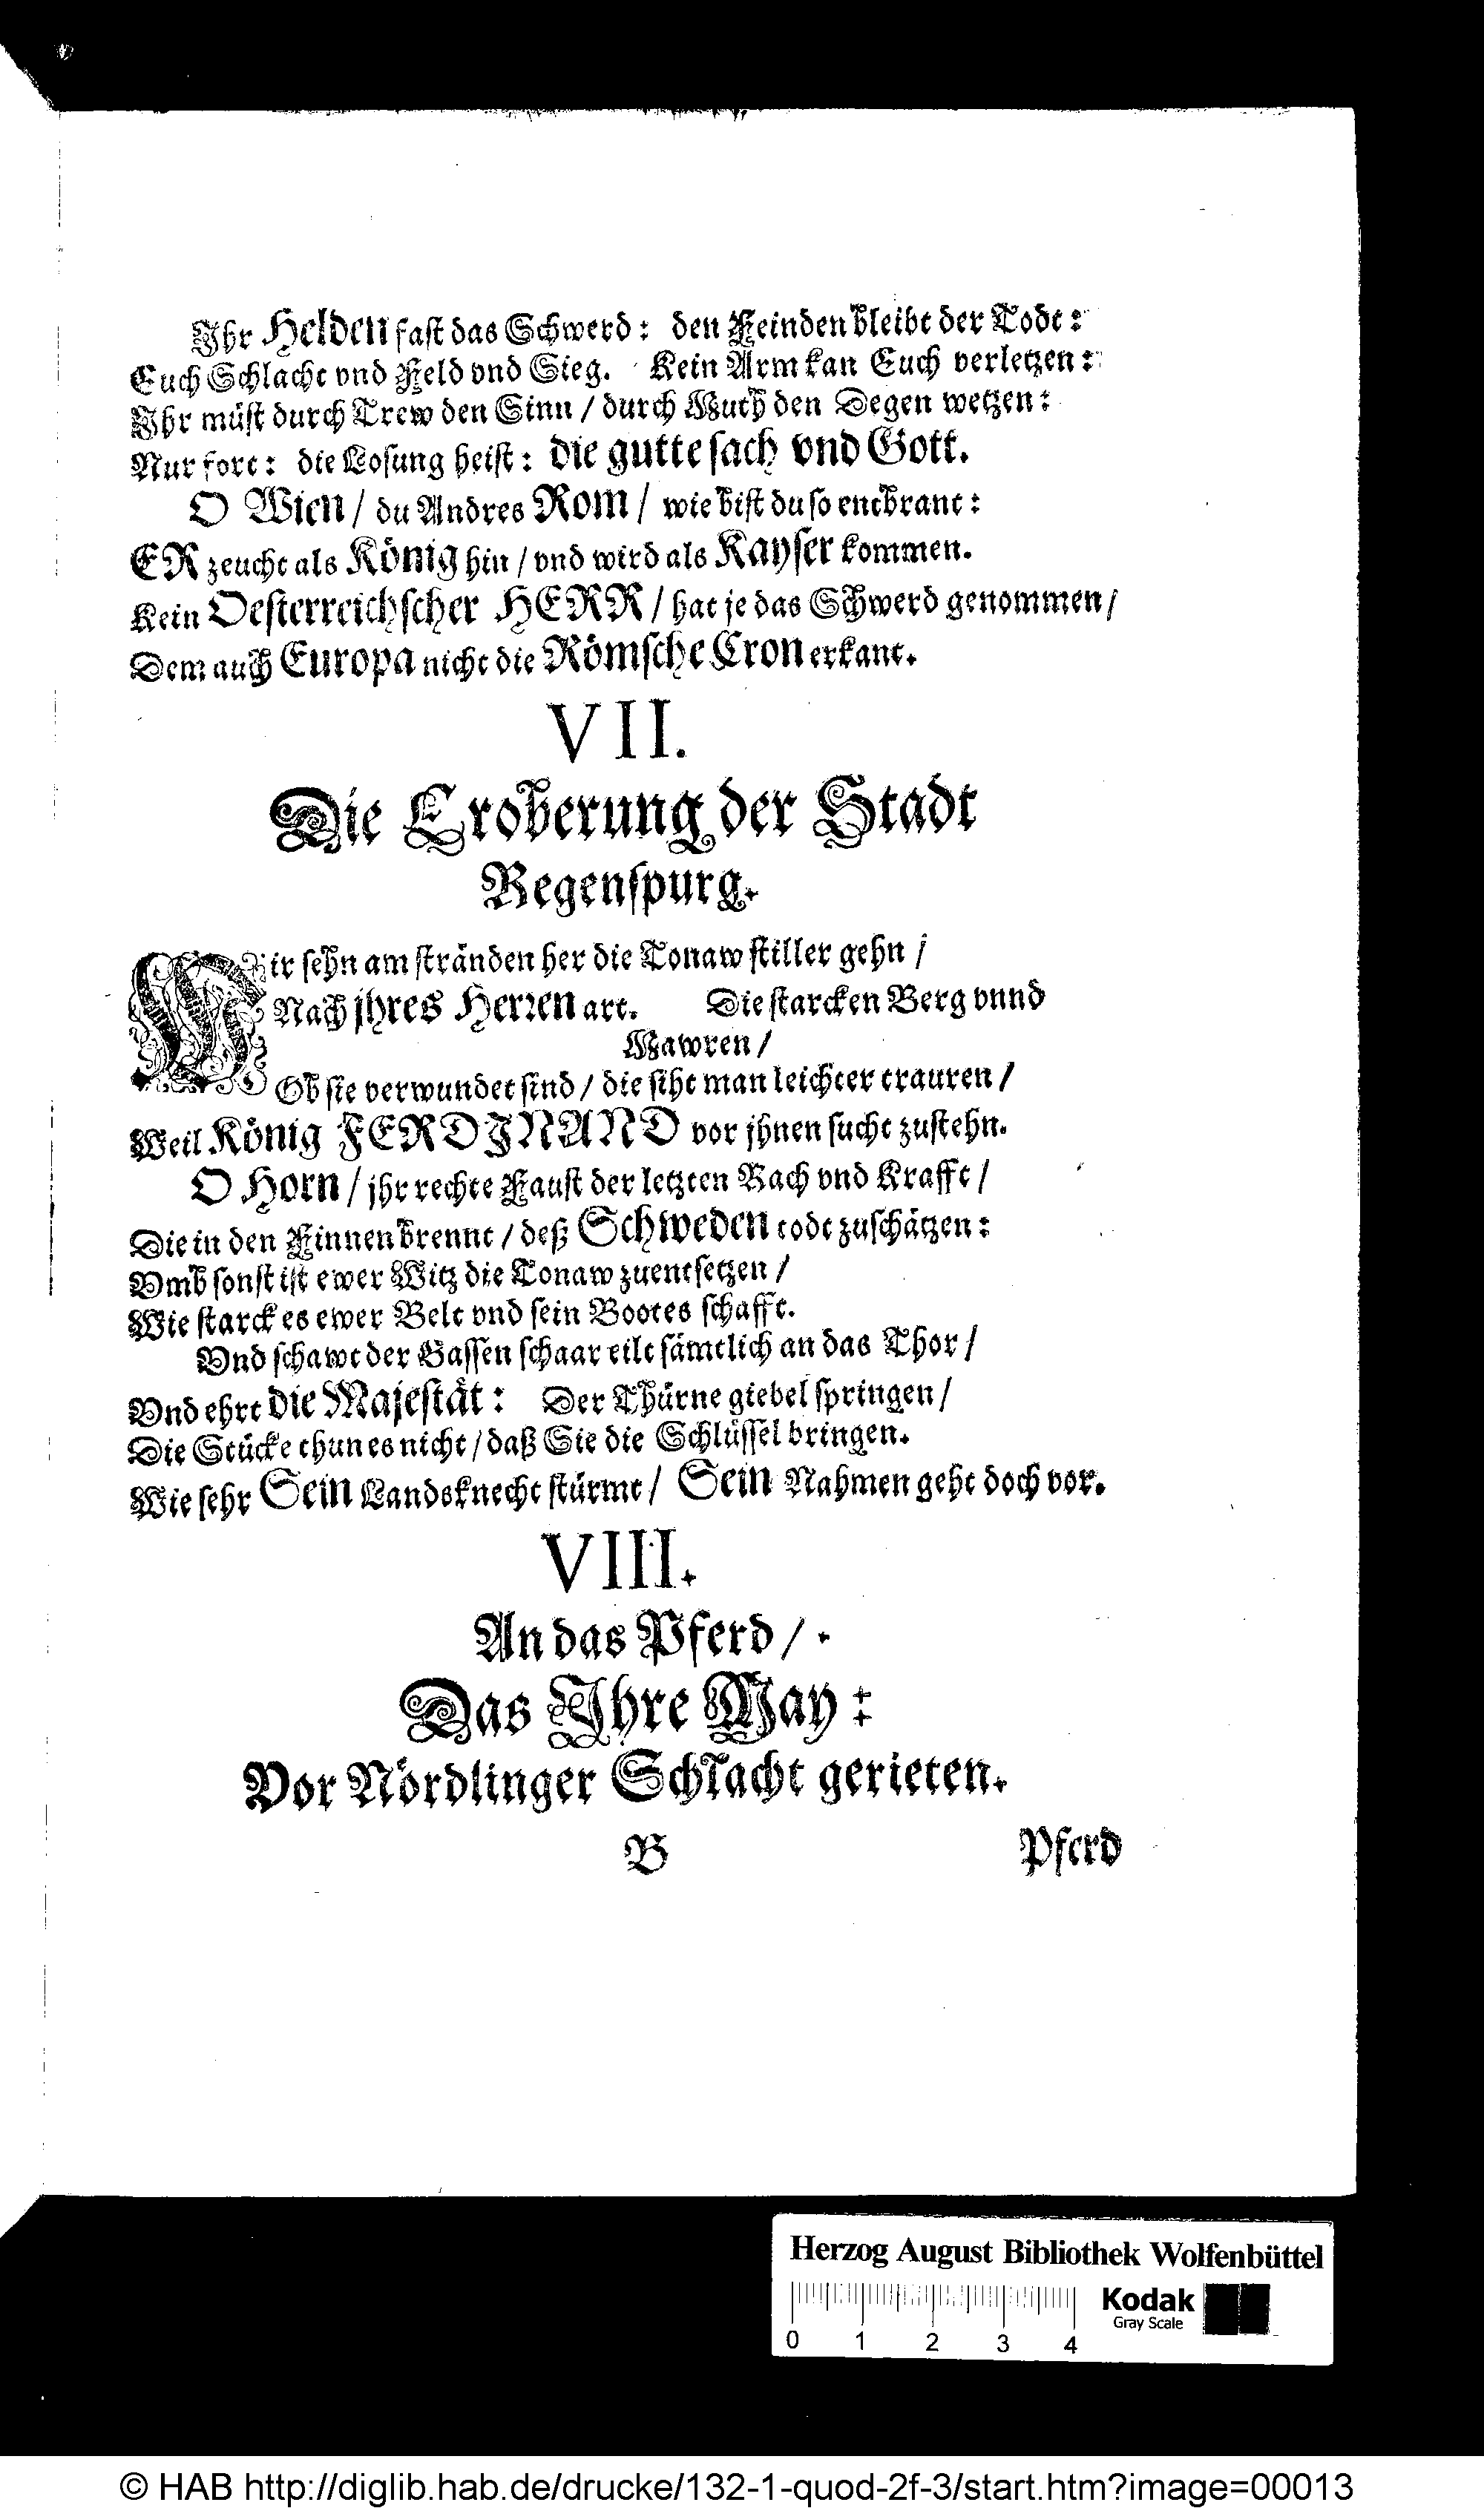 Ihr Helden fast das Schwerd: den Feinden bleibt der Todt:
Euch Schlacht vnd Feld vnd Sieg. Kein Arm kan Euch verletzen:
Ihr müst durch Trew den Sinn / durch Muth den Degen wetzen:
Nur fort: die Losung heist: die gutte sach vnd Gott.
O Wien / du Andres Rom / wie bist du so entbrant:
ER zeucht als König hin / vnd wird als Kayser kommen.
Kein Oesterreichscher HERR / hat je das Schwerd genommen /
Dem auch Europa nicht die Römsche Cron erkant.
VII.
Die Eroberung der Stadt
Regenspurg.
Wir sehn am stränden her die Tonaw stiller gehn /
Nach jhres Herren art. Die starcken Berg vnnd
Mawren /
Ob sie verwundet sind / die siht man leichter trauren /
Weil König FERDINAND vor jhnen sucht zustehn.
O Horn / jhr rechte Faust der letzten Rach vnd Krafft /
Die in den Finnen brennt / deß Schweden todt zuschätzen:
Vmb sonst ist ewer Witz die Tonaw zuentsetzen /
Wie starck es ewer Belt vnd sein Bootes schafft.
Vnd schawt der Gassen schaar eilt sämtlich an das Thor /
Vnd ehrt die Majestät: Der Thürne giebel springen /
Die Stücke thun es nicht / daß Sie die Schlüssel bringen.
Wie sehr Sein Landsknecht stürmt / Sein Nahmen geht doch vor.
VIII.
An das Pferd /
Das Ihre May:
Vor Nördlinger Schlacht gerieten.
B Pferd
Herzog August Bibliothek Wolfenbüttel
Kodak
Gray Scale
0 1 2 3 4
© HAB http://diglib.hab.de/drucke/132-1-quod-2f-3/start.htm?image=00013